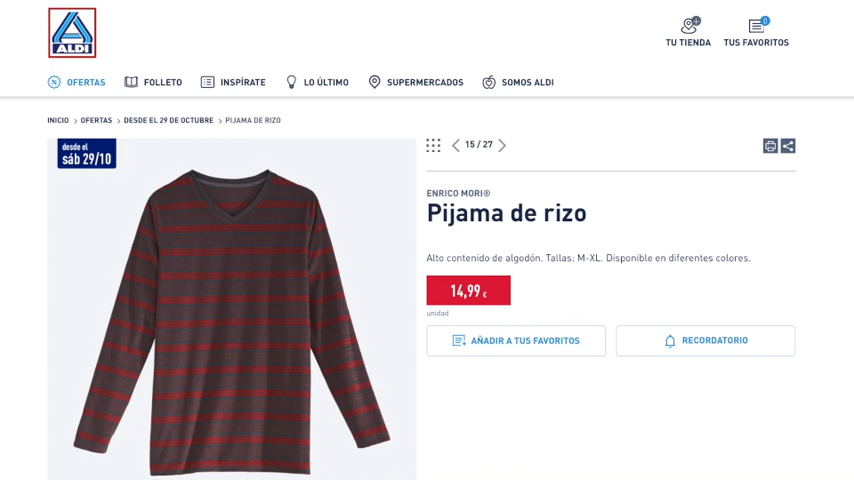 ALDI
TU TIENDA
0
TUS FAVORITOS
OFERTAS
FOLLETO
INSPÍRATE
LO ÚLTIMO
SUPERMERCADOS
SOMOS ALDI
INICIO > OFERTAS > DESDE EL 29 DE OCTUBRE > PIJAMA DE RIZO
desde el
sáb 29/10
15 / 27
ENRICO MORI®
Pijama de rizo
Alto contenido de algodón. Tallas: M-XL. Disponible en diferentes colores.
14,99 €
unidad
AÑADIR A TUS FAVORITOS
RECORDATORIO